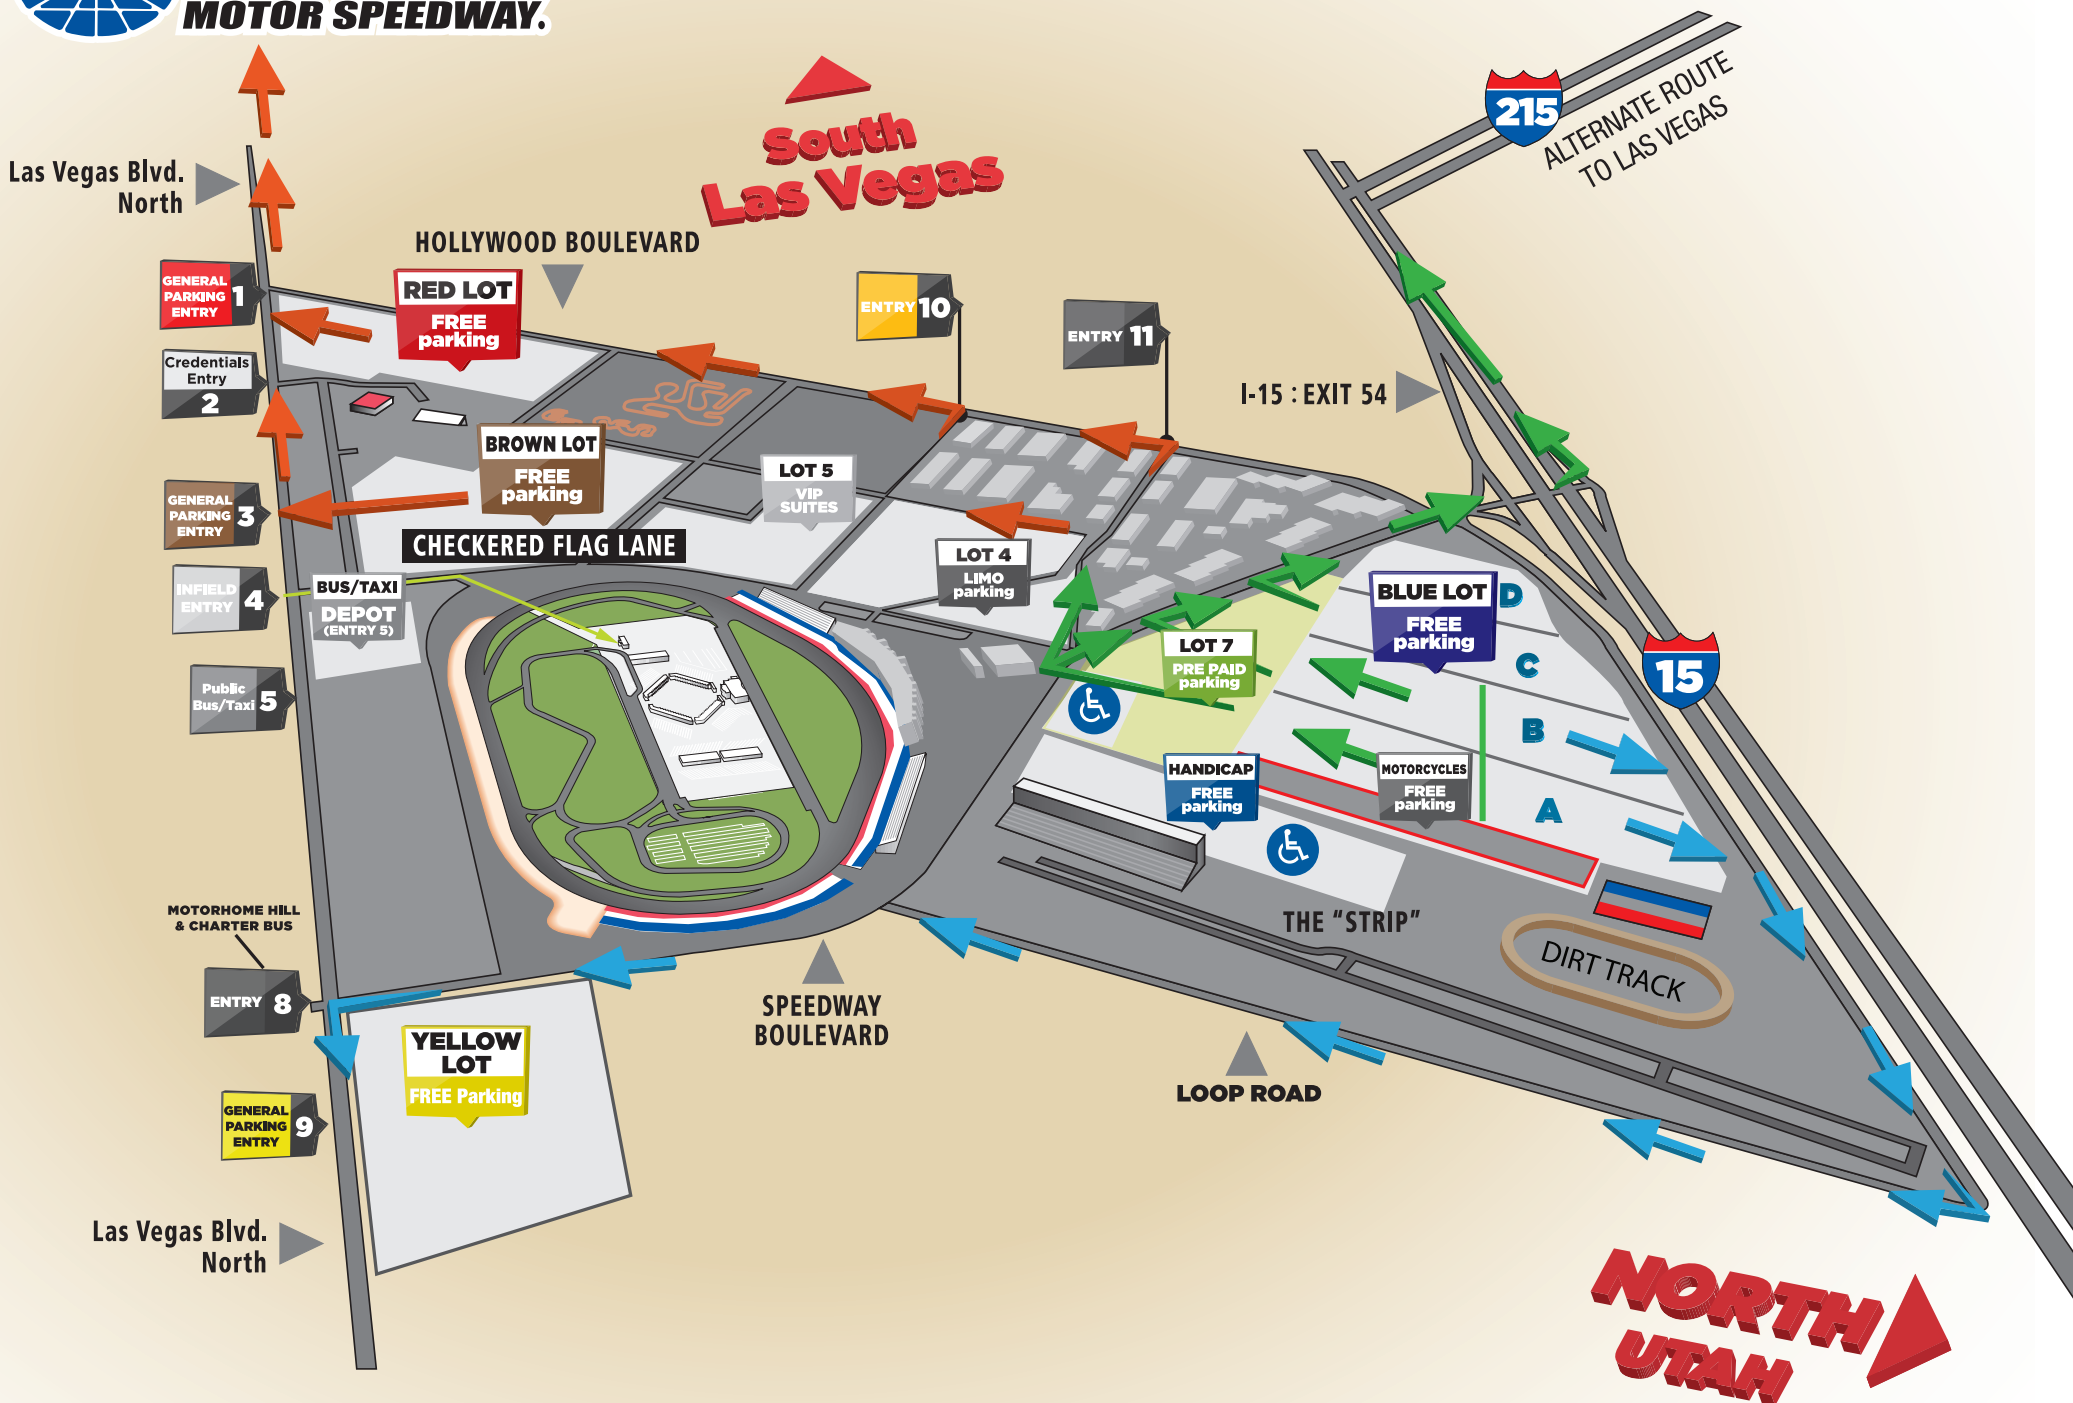 MOTOR SPEEDWAY.
South
Las Vegas
215
ALTERNATE ROUTE
TO LAS VEGAS
Las Vegas Blvd.
North
HOLLYWOOD BOULEVARD
GENERAL
PARKING
ENTRY
1
RED LOT
FREE
parking
ENTRY 10
ENTRY 11
I-15 : EXIT 54
Credentials
Entry
2
BROWN LOT
FREE
parking
LOT 5
VIP
SUITES
GENERAL
PARKING
ENTRY
3
CHECKERED FLAG LANE
LOT 4
LIMO
parking
INFIELD
ENTRY
4
BUS/TAXI
DEPOT
(ENTRY 5)
BLUE LOT
FREE
parking
D
C
B
A
LOT 7
PRE PAID
parking
15
Public
Bus/Taxi
5
HANDICAP
FREE
parking
MOTORCYCLES
FREE
parking
THE “STRIP”
DIRT TRACK
MOTORHOME HILL
& CHARTER BUS
ENTRY 8
SPEEDWAY
BOULEVARD
YELLOW
LOT
FREE Parking
LOOP ROAD
GENERAL
PARKING
ENTRY
9
Las Vegas Blvd.
North
NORTH
UTAH